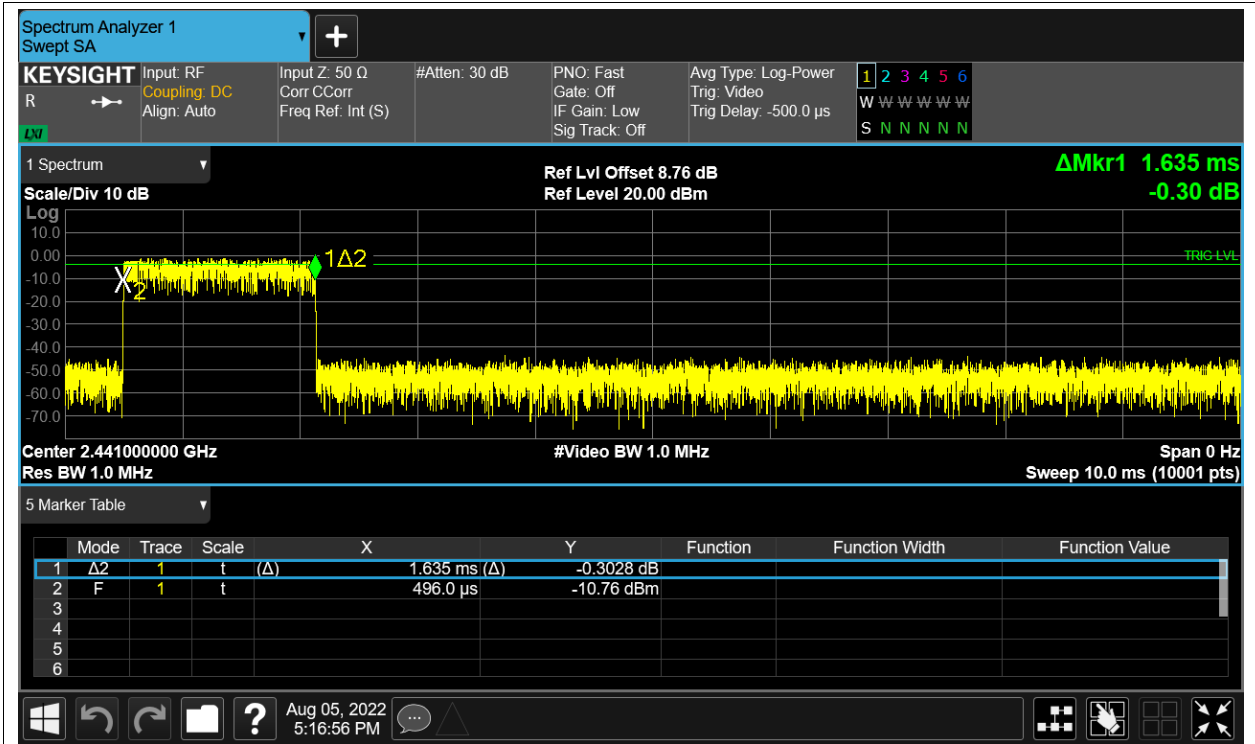 Spectrum Analyzer 1
Swept SA
+
KEYSIGHT
R
LXI
Input: RF
Coupling: DC
Align: Auto
Input Z: 50 Ω
Corr CCorr
Freq Ref: Int (S)
#Atten: 30 dB
PNO: Fast
Gate: Off
IF Gain: Low
Sig Track: Off
Avg Type: Log-Power
Trig: Video
Trig Delay: -500.0 µs
1 2 3 4 5 6
W W W W W W
S N N N N N
1 Spectrum
Scale/Div 10 dB
Ref Lvl Offset 8.76 dB
Ref Level 20.00 dBm
ΔMkr1 1.635 ms
-0.30 dB
Log
10.0
0.00
-10.0
-20.0
-30.0
-40.0
-50.0
-60.0
-70.0
1Δ2
2
TRIG LVL
Center 2.441000000 GHz
Res BW 1.0 MHz
#Video BW 1.0 MHz
Span 0 Hz
Sweep 10.0 ms (10001 pts)
5 Marker Table
Mode Trace Scale X Y Function Function Width Function Value
1 Δ2 1 t (Δ) 1.635 ms (Δ) -0.3028 dB
2 F 1 t 496.0 µs -10.76 dBm
3
4
5
6
?
Aug 05, 2022
5:16:56 PM